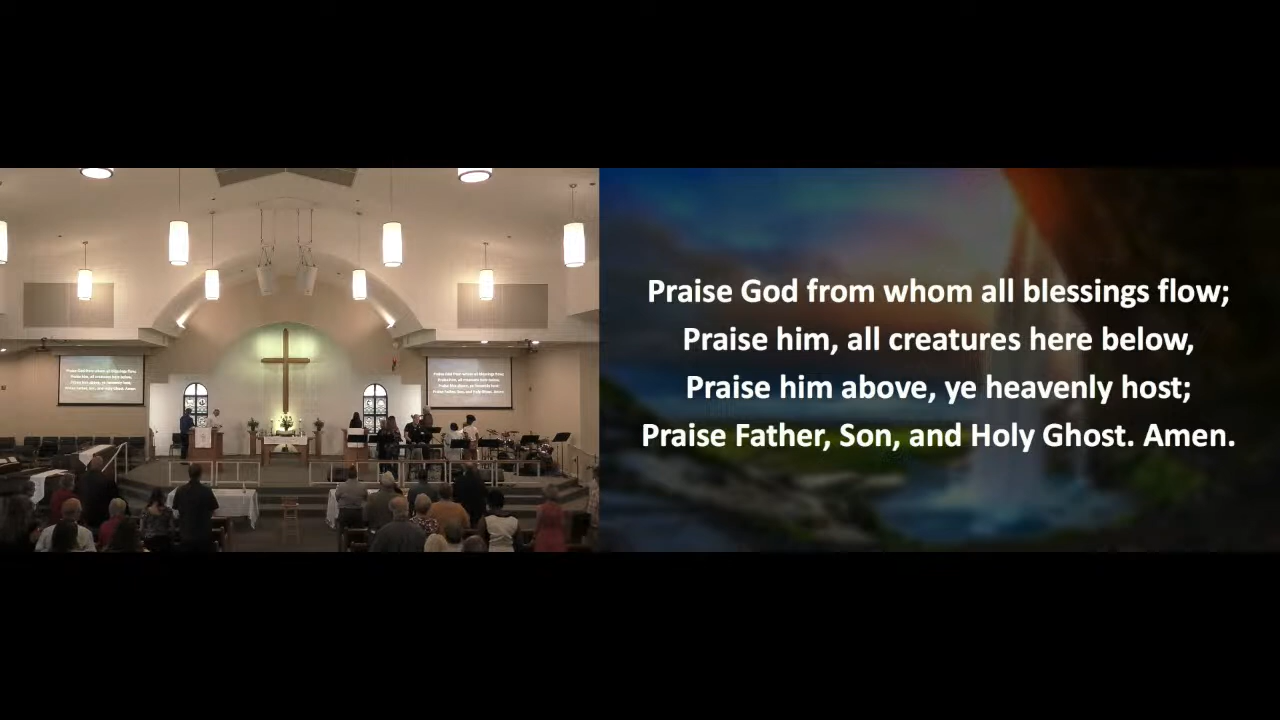 Praise God from whom all blessings flow;
Praise him, all creatures here below,
Praise him above, ye heavenly host;
Praise Father, Son, and Holy Ghost. Amen.